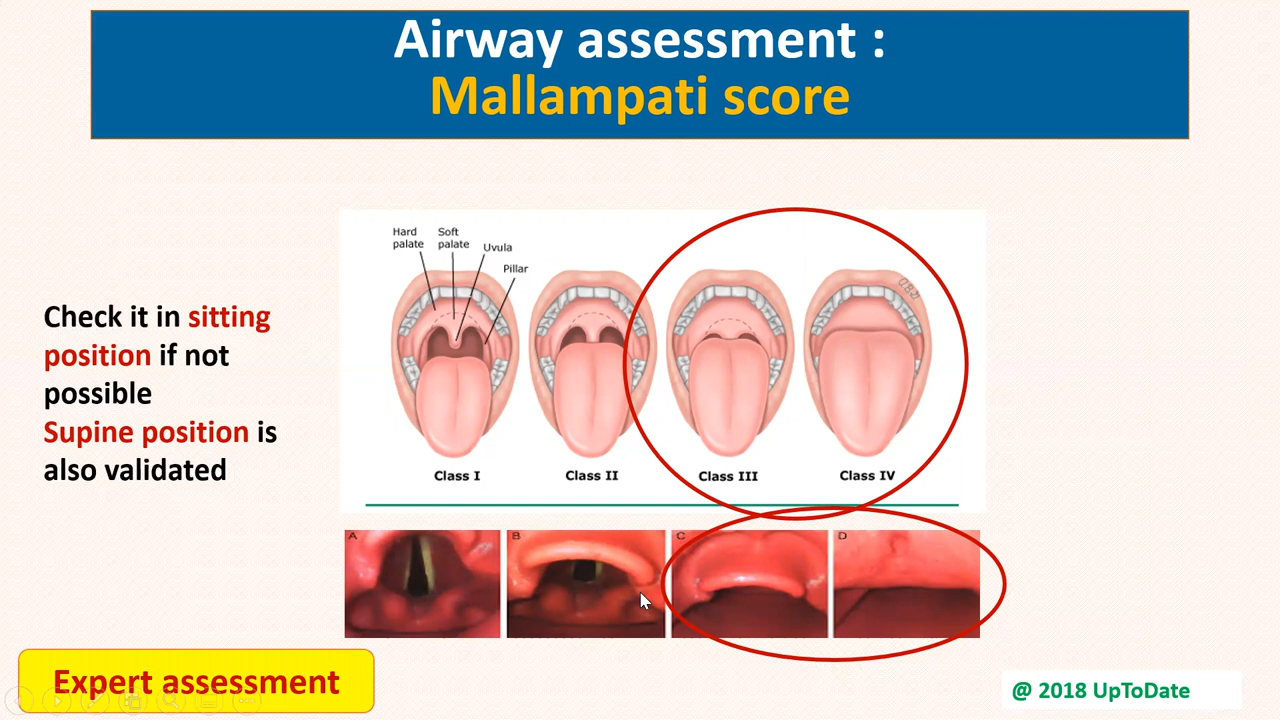 Airway assessment :
Mallampati score
Hard
palate
Soft
palate
Uvula
Pillar
Check it in sitting
position if not
possible
Supine position is
also validated
Class I
Class II
Class III
Class IV
A
B
C
D
Expert assessment
@ 2018 UpToDate